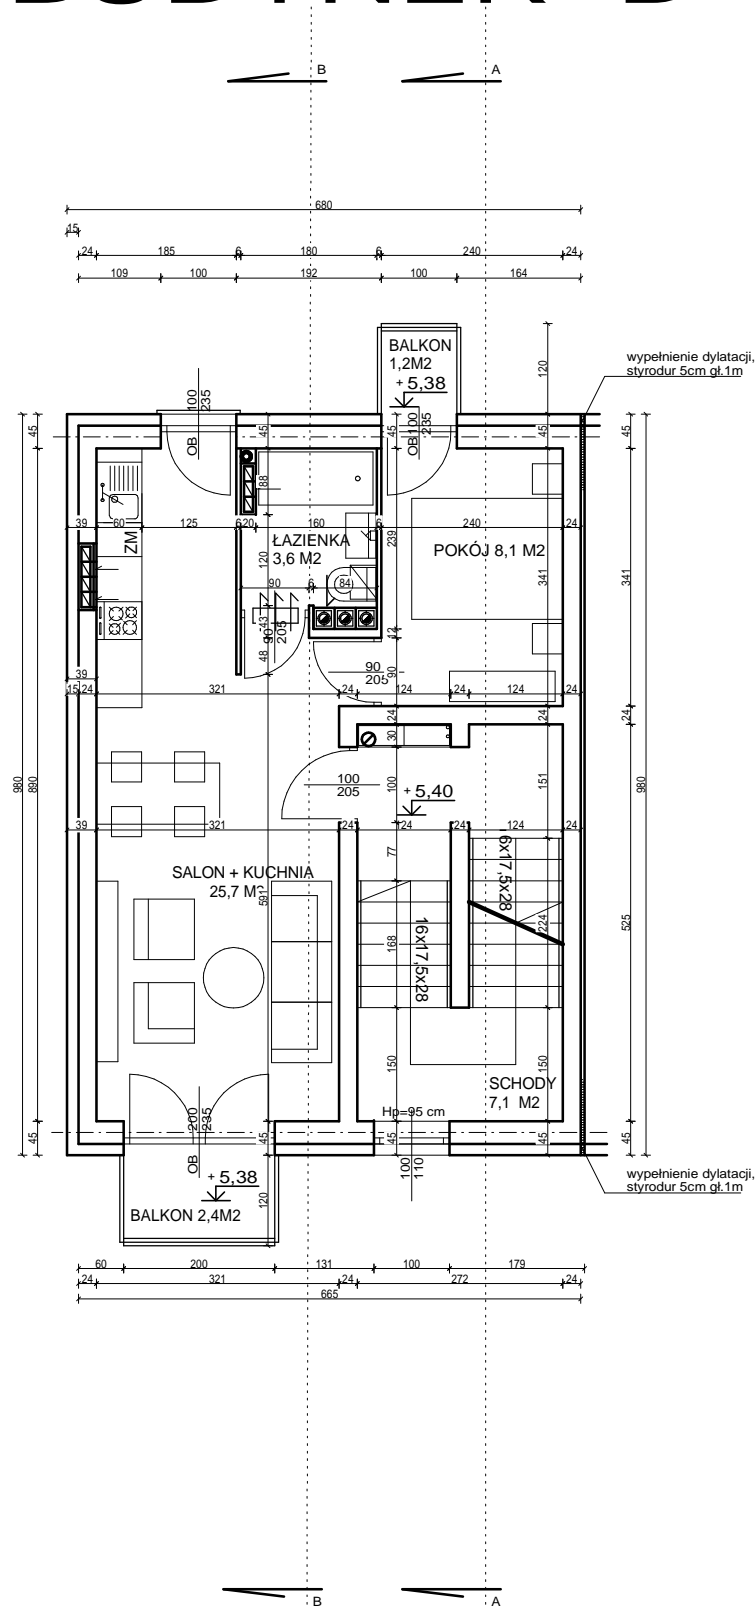 B
A
680
15
24 185 6 180 6 240 24
109 100 192 100 164
BALKON
1,2M2
+ 5,38
120
wypełnienie dylatacji,
styrodur 5cm gł.1m
100
235
OB
OB 100
235
45
45
45
45
45
88
39 60 125 6 20 160 6 240 24
ZM
ŁAZIENKA
3,6 M2
POKÓJ 8,1 M2
239
120
341
341
90 6 84
43
90
205
12
48
39
90
205
90
15 24 321 24 124 24 124 24
24
24
24
30
980
890
980
100
205
+ 5,40
100
151
39 321 24 124 24 124 24
77
6x17,5x28
SALON + KUCHNIA
25,7 M2
591
16x17,5x28
168
224
525
150
150
SCHODY
7,1 M2
Hp=95 cm
200
235
OB
45
45
45
45
45
100
110
+ 5,38
120
BALKON 2,4M2
wypełnienie dylatacji,
styrodur 5cm gł.1m
60 200 131 100 179
24 321 24 272 24
665
B
A